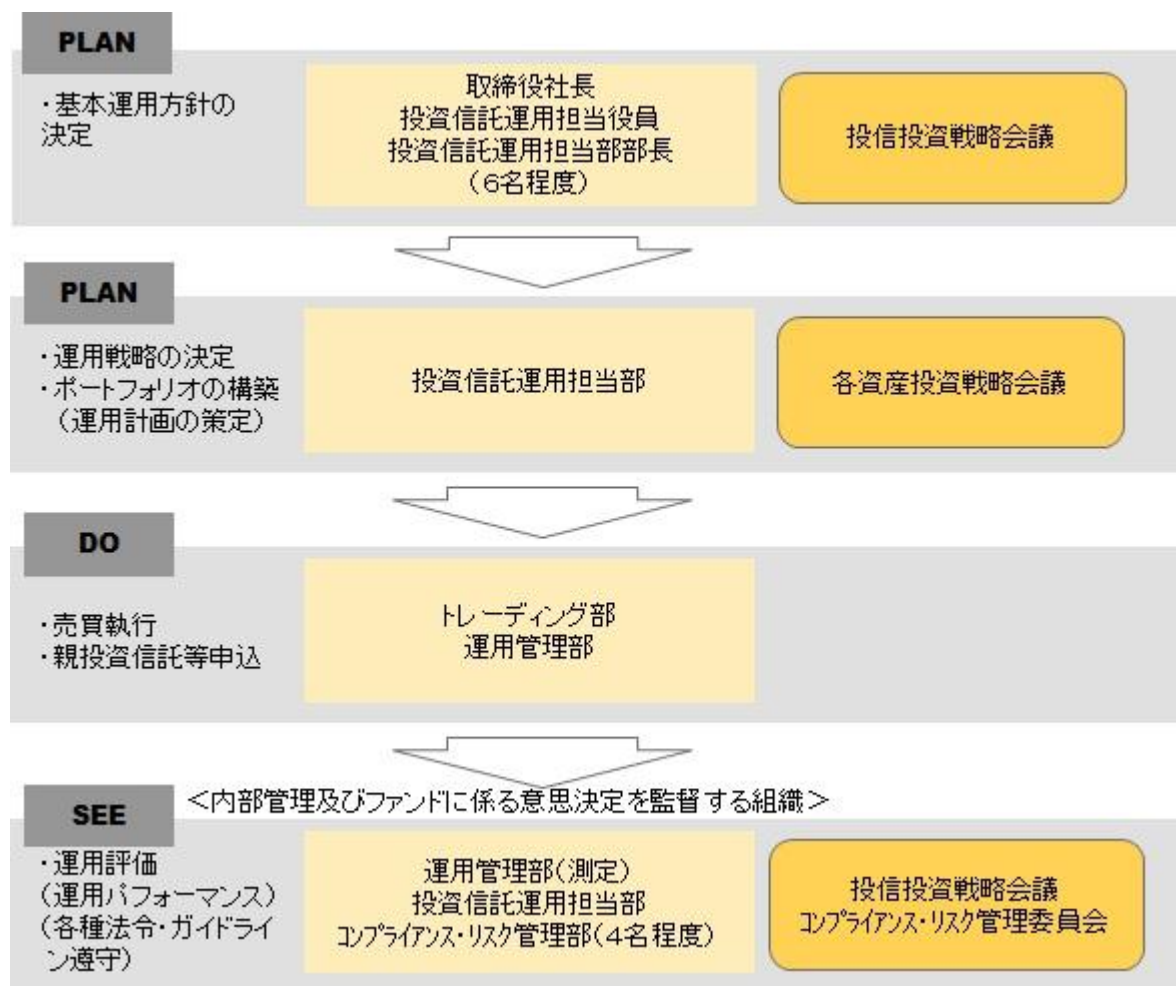 PLAN
・基本運用方針の
決定
取締役社長
投資信託運用担当役員
投資信託運用担当部部長
（6名程度）
投信投資戦略会議
PLAN
・運用戦略の決定
・ポートフォリオの構築
（運用計画の策定）
投資信託運用担当部
各資産投資戦略会議
DO
・売買執行
・親投資信託等申込
トレーディング部
運用管理部
SEE
＜内部管理及びファンドに係る意思決定を監督する組織＞
・運用評価
（運用パフォーマンス）
（各種法令・ガイドライ
ン遵守）
運用管理部（測定）
投資信託運用担当部
ｺﾝﾌﾟﾗｲｱﾝｽ・ﾘｽｸ管理部（４名程度）
投信投資戦略会議
ｺﾝﾌﾟﾗｲｱﾝｽ・ﾘｽｸ管理委員会